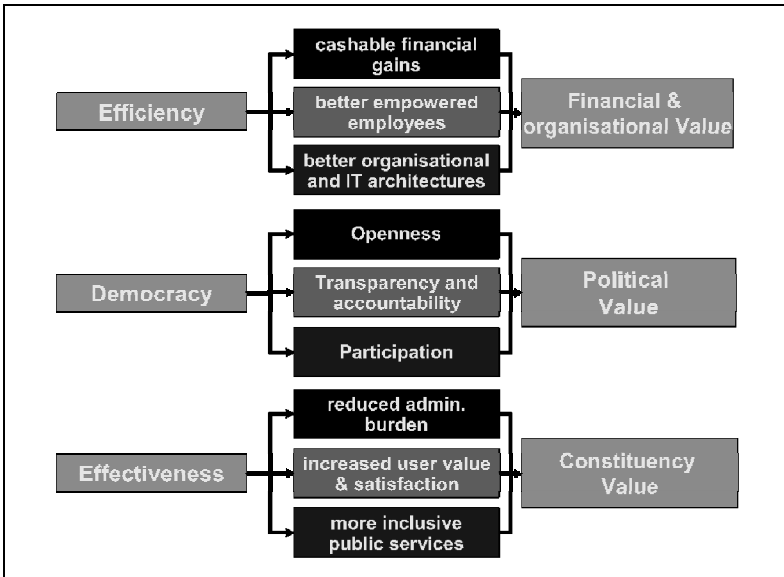 Efficiency
cashable financial
gains
better empowered
employees
better organisational
and IT architectures
Financial &
organisational Value
Democracy
Openness
Transparency and
accountability
Participation
Political
Value
Effectiveness
reduced admin.
burden
increased user value
& satisfaction
more inclusive
public services
Constituency
Value